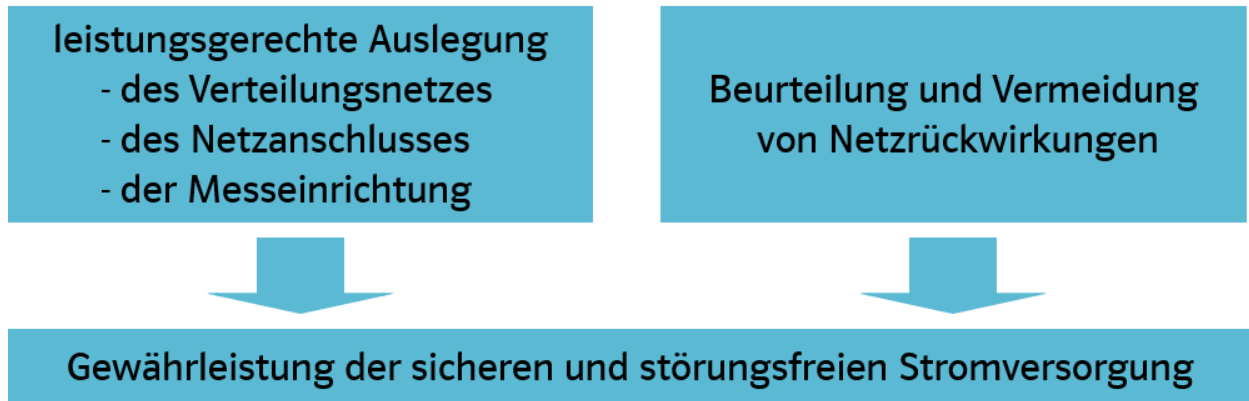 leistungsgerechte Auslegung
- des Verteilungsnetzes
- des Netzanschlusses
- der Messeinrichtung
Beurteilung und Vermeidung
von Netzrückwirkungen
Gewährleistung der sicheren und störungsfreien Stromversorgung